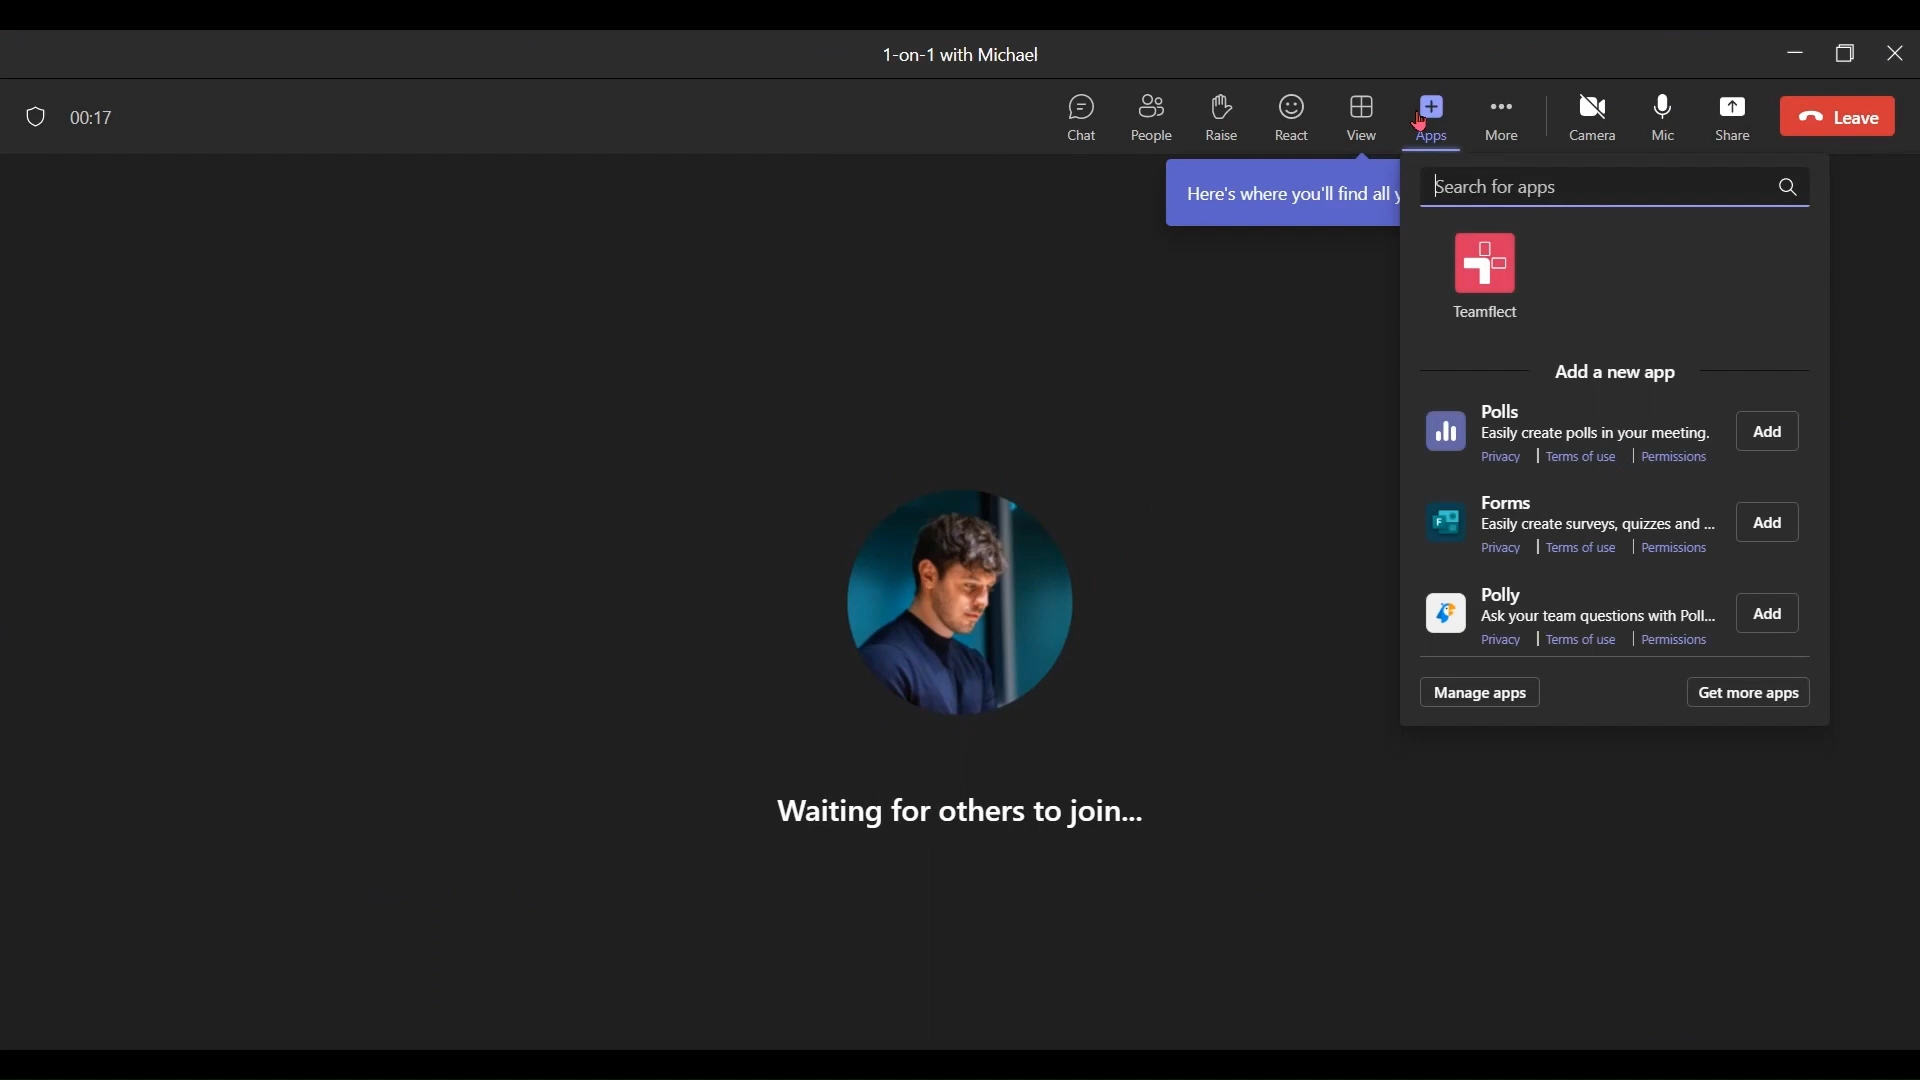 1-on-1 with Michael
00:17
Chat
People
Raise
React
View
Apps
More
Camera
Mic
Share
Leave
Here's where you'll find all
Search for apps
Teamflect
Add a new app
Polls
Easily create polls in your meeting.
Privacy | Terms of use | Permissions
Add
Forms
Easily create surveys, quizzes and ...
Privacy | Terms of use | Permissions
Add
Polly
Ask your team questions with Poll...
Privacy | Terms of use | Permissions
Add
Manage apps
Get more apps
Waiting for others to join...